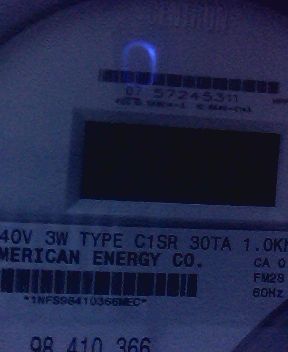 07 57245311
40V 3W TYPE C1SR 30TA 1.0K
MERICAN ENERGY CO.
CA 0
FM2S
60Hz
*1NFS98410366MEC*
98 410 366